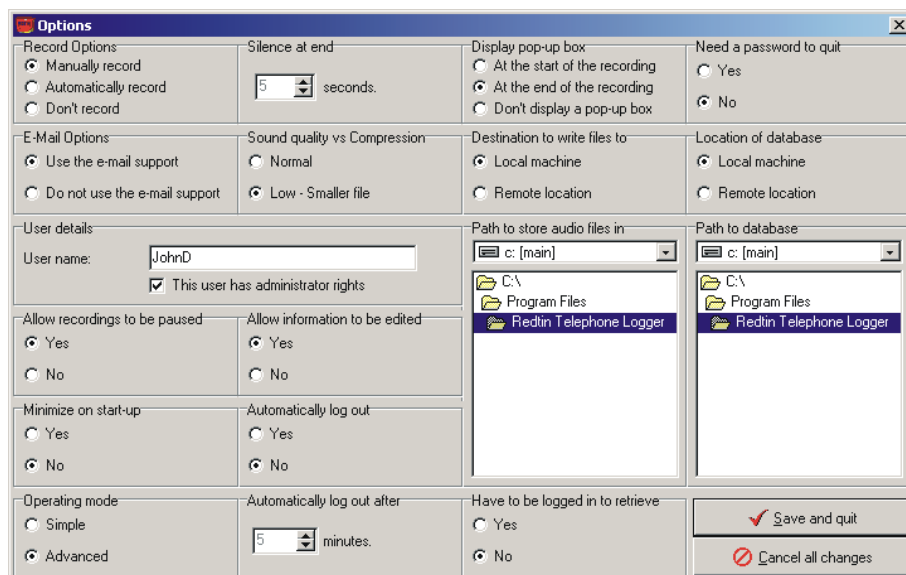 Options
Record Options
Manually record
Automatically record
Don't record
Silence at end
5 seconds.
Display pop-up box
At the start of the recording
At the end of the recording
Don't display a pop-up box
Need a password to quit
Yes
No
E-Mail Options
Use the e-mail support
Do not use the e-mail support
Sound quality vs Compression
Normal
Low - Smaller file
Destination to write files to
Local machine
Remote location
Location of database
Local machine
Remote location
User details
User name: JohnD
This user has administrator rights
Path to store audio files in
c: [main]
C:\
Program Files
Redtin Telephone Logger
Path to database
c: [main]
C:\
Program Files
Redtin Telephone Logger
Allow recordings to be paused
Yes
No
Allow information to be edited
Yes
No
Minimize on start-up
Yes
No
Automatically log out
Yes
No
Operating mode
Simple
Advanced
Automatically log out after
5 minutes.
Have to be logged in to retrieve
Yes
No
Save and quit
Cancel all changes